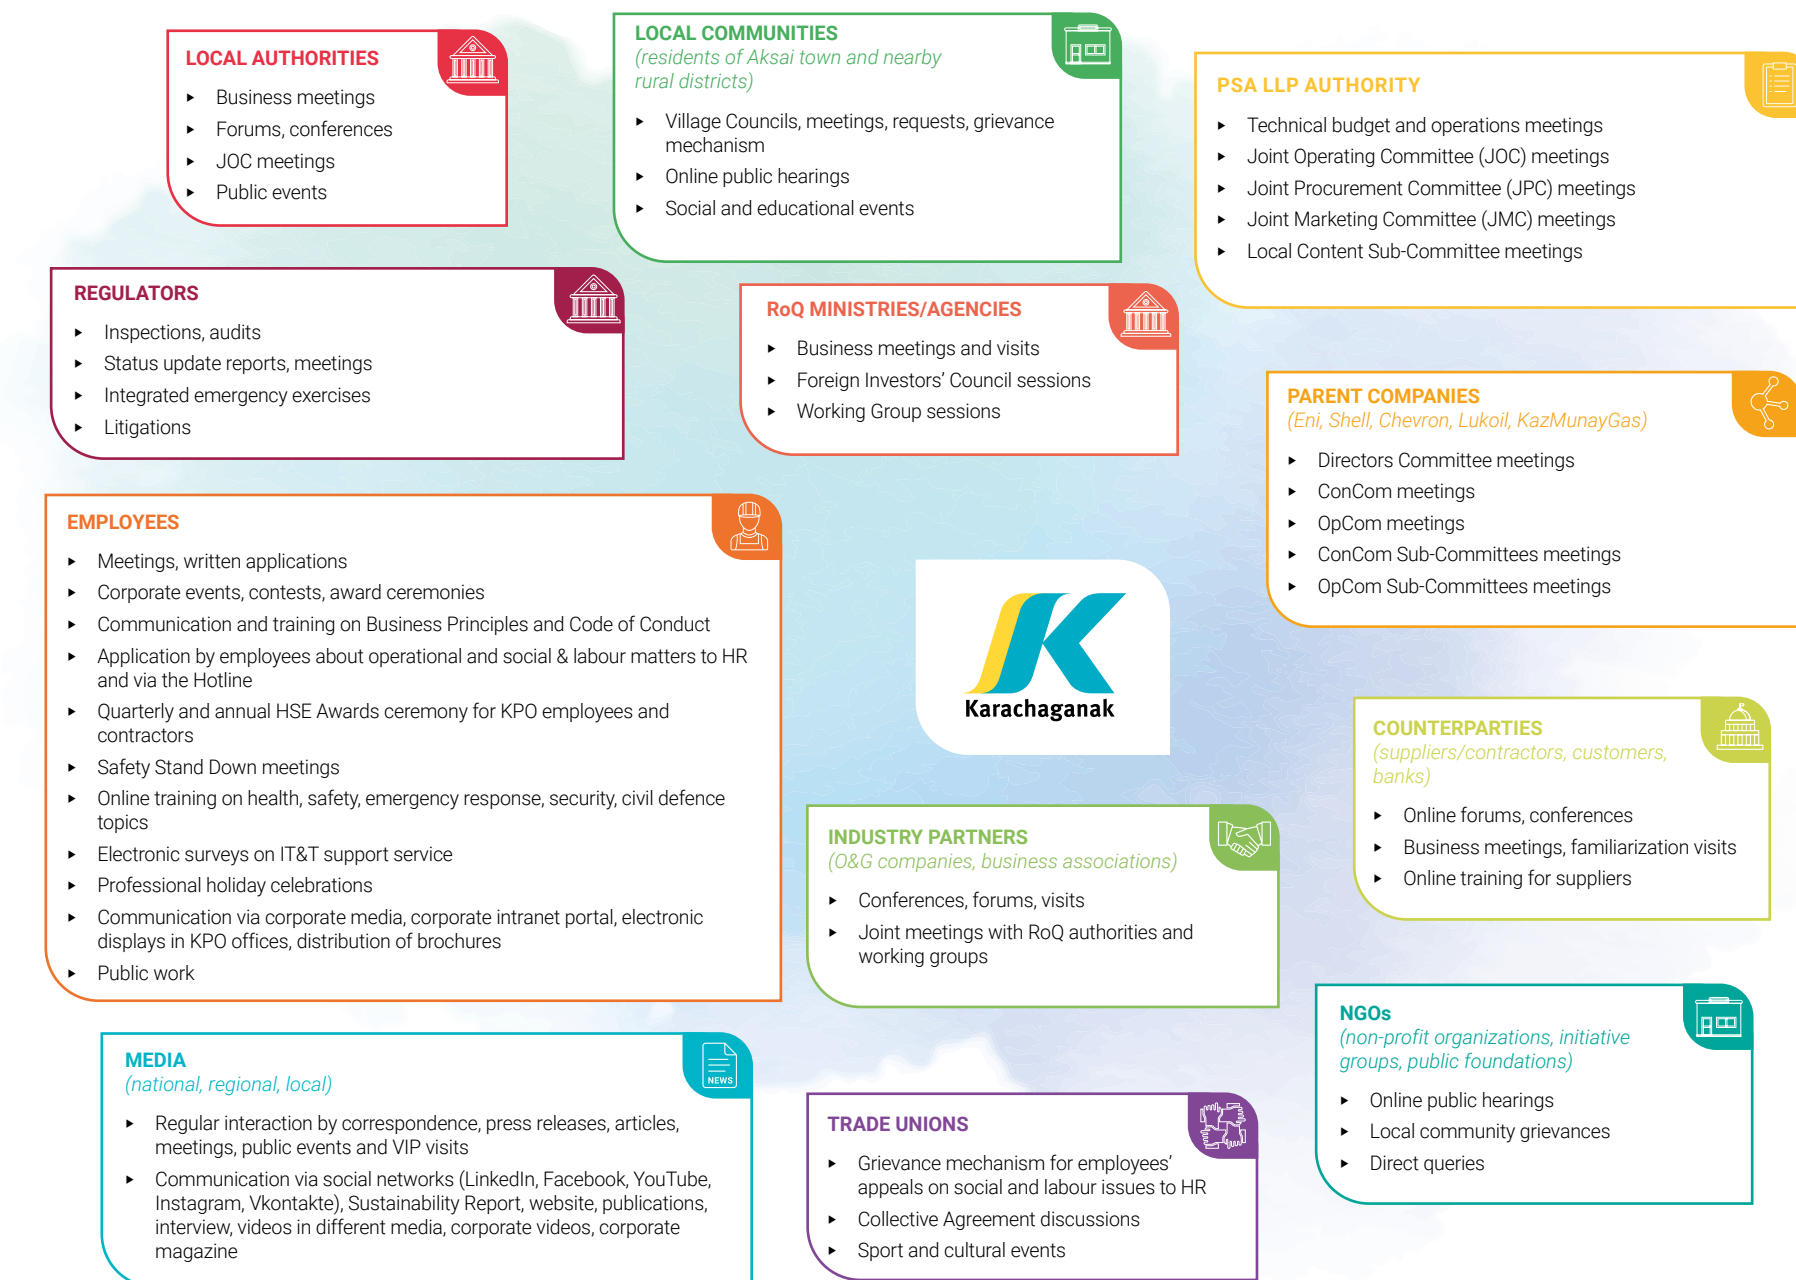 LOCAL AUTHORITIES
Business meetings
Forums, conferences
JOC meetings
Public events
LOCAL COMMUNITIES
(residents of Aksai town and nearby
rural districts)
Village Councils, meetings, requests, grievance
mechanism
Online public hearings
Social and educational events
PSA LLP AUTHORITY
Technical budget and operations meetings
Joint Operating Committee (JOC) meetings
Joint Procurement Committee (JPC) meetings
Joint Marketing Committee (JMC) meetings
Local Content Sub-Committee meetings
REGULATORS
Inspections, audits
Status update reports, meetings
Integrated emergency exercises
Litigations
RoQ MINISTRIES/AGENCIES
Business meetings and visits
Foreign Investors' Council sessions
Working Group sessions
PARENT COMPANIES
(Eni, Shell, Chevron, Lukoil, KazMunayGas)
Directors Committee meetings
ConCom meetings
OpCom meetings
ConCom Sub-Committees meetings
OpCom Sub-Committees meetings
EMPLOYEES
Meetings, written applications
Corporate events, contests, award ceremonies
Communication and training on Business Principles and Code of Conduct
Application by employees about operational and social & labour matters to HR
and via the Hotline
Quarterly and annual HSE Awards ceremony for KPO employees and
contractors
Safety Stand Down meetings
Online training on health, safety, emergency response, security, civil defence
topics
Electronic surveys on IT&T support service
Professional holiday celebrations
Communication via corporate media, corporate intranet portal, electronic
displays in KPO offices, distribution of brochures
Public work
Karachaganak
COUNTERPARTIES
(suppliers/contractors, customers,
banks)
Online forums, conferences
Business meetings, familiarization visits
Online training for suppliers
INDUSTRY PARTNERS
(O&G companies, business associations)
Conferences, forums, visits
Joint meetings with RoQ authorities and
working groups
NGOs
(non-profit organizations, initiative
groups, public foundations)
Online public hearings
Local community grievances
Direct queries
MEDIA
(national, regional, local)
NEWS
Regular interaction by correspondence, press releases, articles,
meetings, public events and VIP visits
Communication via social networks (LinkedIn, Facebook, YouTube,
Instagram, Vkontakte), Sustainability Report, website, publications,
interview, videos in different media, corporate videos, corporate
magazine
TRADE UNIONS
Grievance mechanism for employees'
appeals on social and labour issues to HR
Collective Agreement discussions
Sport and cultural events